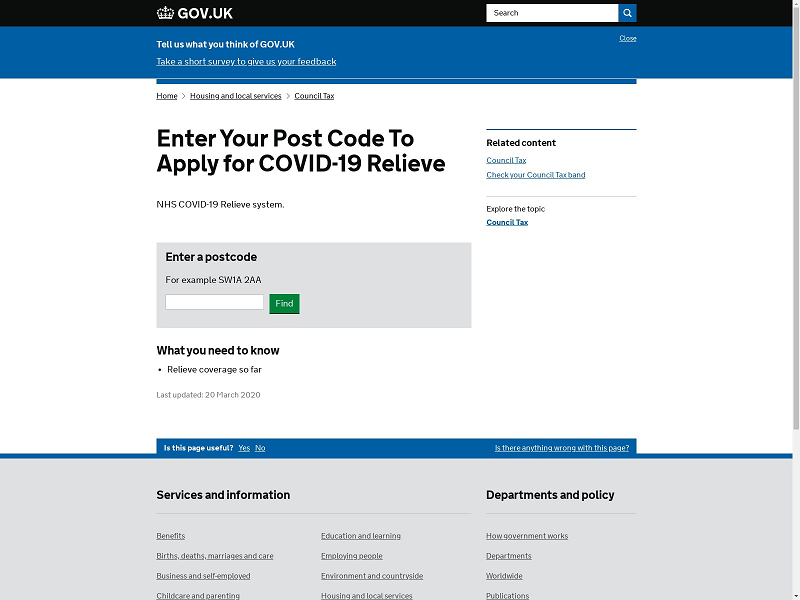 GOV.UK
Search
Tell us what you think of GOV.UK
Close
Take a short survey to give us your feedback
Home > Housing and local services > Council Tax
Enter Your Post Code To
Apply for COVID-19 Relieve
NHS COVID-19 Relieve system.
Enter a postcode
For example SW1A 2AA
Find
What you need to know
• Relieve coverage so far
Last updated: 20 March 2020
Related content
Council Tax
Check your Council Tax band
Explore the topic
Council Tax
Is this page useful? Yes No
Is there anything wrong with this page?
Services and information
Departments and policy
Benefits
Education and learning
How government works
Births, deaths, marriages and care
Employing people
Departments
Business and self-employed
Environment and countryside
Worldwide
Childcare and parenting
Housing and local services
Publications